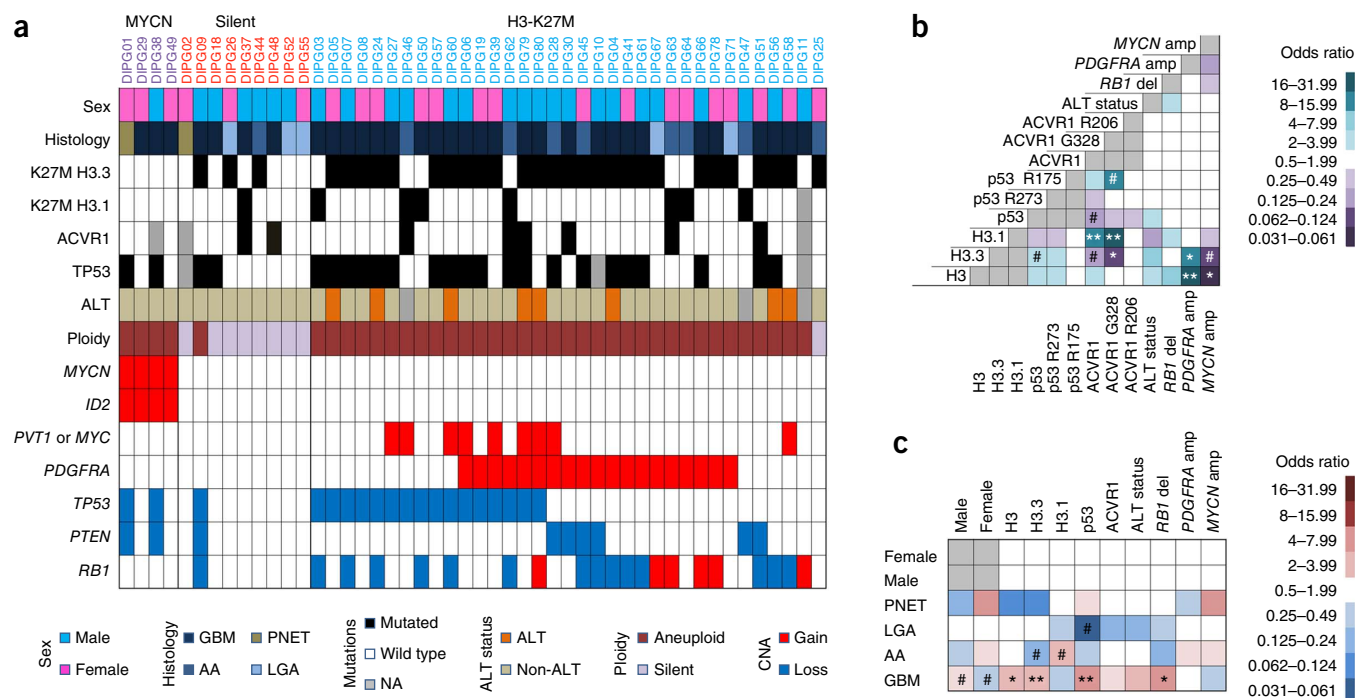 a
MYCN Silent H3-K27M
DIPG01 DIPG29 DIPG38 DIPG49 DIPG02 DIPG09 DIPG18 DIPG26 DIPG37 DIPG44 DIPG48 DIPG52 DIPG55 DIPG03 DIPG05 DIPG07 DIPG08 DIPG24 DIPG27 DIPG46 DIPG50 DIPG57 DIPG60 DIPG06 DIPG19 DIPG39 DIPG62 DIPG79 DIPG80 DIPG28 DIPG30 DIPG45 DIPG10 DIPG04 DIPG41 DIPG61 DIPG67 DIPG63 DIPG64 DIPG66 DIPG78 DIPG71 DIPG47 DIPG51 DIPG56 DIPG58 DIPG11 DIPG25
Sex
Histology
K27M H3.3
K27M H3.1
ACVR1
TP53
ALT
Ploidy
MYCN
ID2
PVT1 or MYC
PDGFRA
TP53
PTEN
RB1
Sex
Male
Female
Histology
GBM
AA
PNET
LGA
Mutations
Mutated
Wild type
NA
ALT status
ALT
Non-ALT
Ploidy
Aneuploid
Silent
CNA
Gain
Loss
b
MYCN amp
PDGFRA amp
RB1 del
ALT status
ACVR1 R206
ACVR1 G328
ACVR1
p53 R175 #
p53 R273
p53 #
H3.1 ** **
H3.3 # # * * #
H3 ** *
H3 H3.3 H3.1 p53 p53 R273 p53 R175 ACVR1 ACVR1 G328 ACVR1 R206 ALT status RB1 del PDGFRA amp MYCN amp
Odds ratio
16–31.99
8–15.99
4–7.99
2–3.99
0.5–1.99
0.25–0.49
0.125–0.24
0.062–0.124
0.031–0.061
c
Male Female H3 H3.3 H3.1 p53 ACVR1 ALT status RB1 del PDGFRA amp MYCN amp
Female
Male
PNET
LGA #
AA # #
GBM # # * ** ** *
Odds ratio
16–31.99
8–15.99
4–7.99
2–3.99
0.5–1.99
0.25–0.49
0.125–0.24
0.062–0.124
0.031–0.061